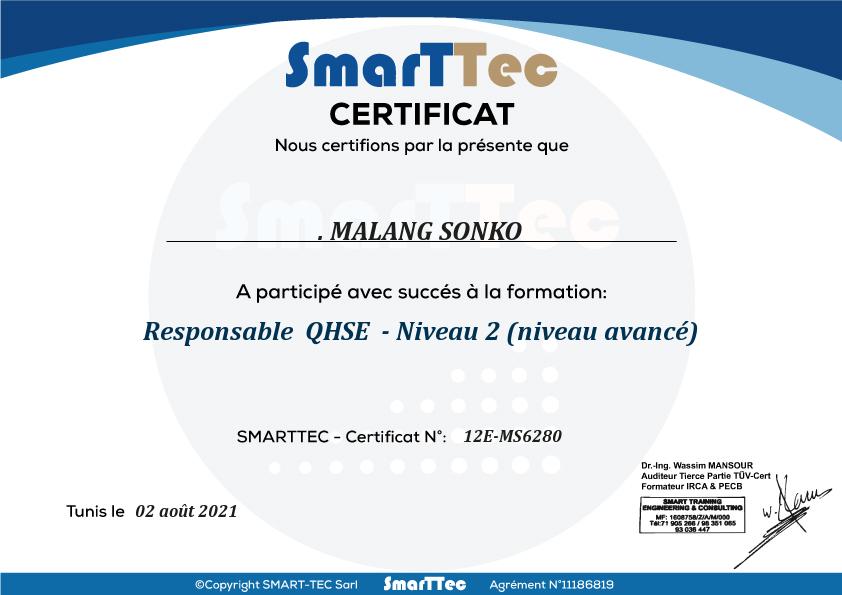 SmarTTec
CERTIFICAT
Nous certifions par la présente que
SmarTTec
. MALANG SONKO
A participé avec succés à la formation:
Responsable QHSE - Niveau 2 (niveau avancé)
SMARTTEC - Certificat N°: 12E-MS6280
Dr.-Ing. Wassim MANSOUR
Auditeur Tierce Partie TÜV-Cert
Formateur IRCA & PECB
SMART TRAINING
ENGINEERING & CONSULTING
MF: 1608758/Z/A/M/000
Tél:71 905 266 / 98 351 065
93 036 447
Tunis le 02 août 2021
©Copyright SMART-TEC Sarl SmarTTec Agrément N°11186819